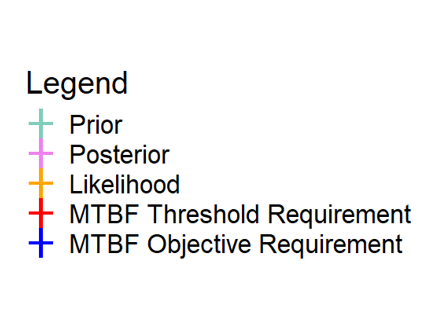 Legend
Prior
Posterior
Likelihood
MTBF Threshold Requirement
MTBF Objective Requirement